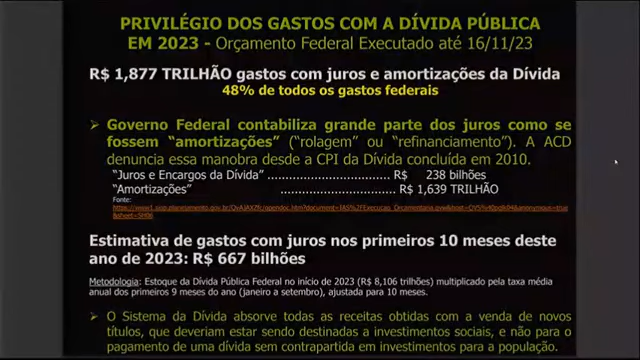 PRIVILÉGIO DOS GASTOS COM A DÍVIDA PÚBLICA
EM 2023 - Orçamento Federal Executado até 16/11/23
R$ 1,877 TRILHÃO gastos com juros e amortizações da Dívida
48% de todos os gastos federais
➢ Governo Federal contabiliza grande parte dos juros como se
fossem “amortizações” (“rolagem” ou “refinanciamento”). A ACD
denuncia essa manobra desde a CPI da Dívida concluída em 2010.
“Juros e Encargos da Dívida” ................................... R$ 238 bilhões
“Amortizações” ................................... R$ 1,639 TRILHÃO
Fonte:
Estimativa de gastos com juros nos primeiros 10 meses deste
ano de 2023: R$ 667 bilhões
Metodologia: Estoque da Dívida Pública Federal no início de 2023 (R$ 8,106 trilhões) multiplicado pela taxa média
anual dos primeiros 9 meses do ano (janeiro a setembro), ajustada para 10 meses.
➢ O Sistema da Dívida absorve todas as receitas obtidas com a venda de novos
títulos, que deveriam estar sendo destinadas a investimentos sociais, e não para o
pagamento de uma dívida sem contrapartida em investimentos para a população.